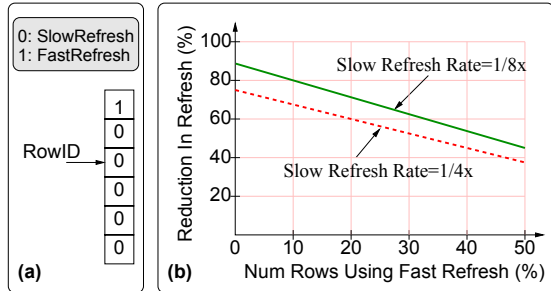 0: SlowRefresh
1: FastRefresh
1
0
RowID
0
0
0
0
(a)
Reduction In Refresh (%)
100
80
60
40
20
Slow Refresh Rate=1/8x
Slow Refresh Rate=1/4x
0
10
20
30
40
50
(b)
Num Rows Using Fast Refresh (%)